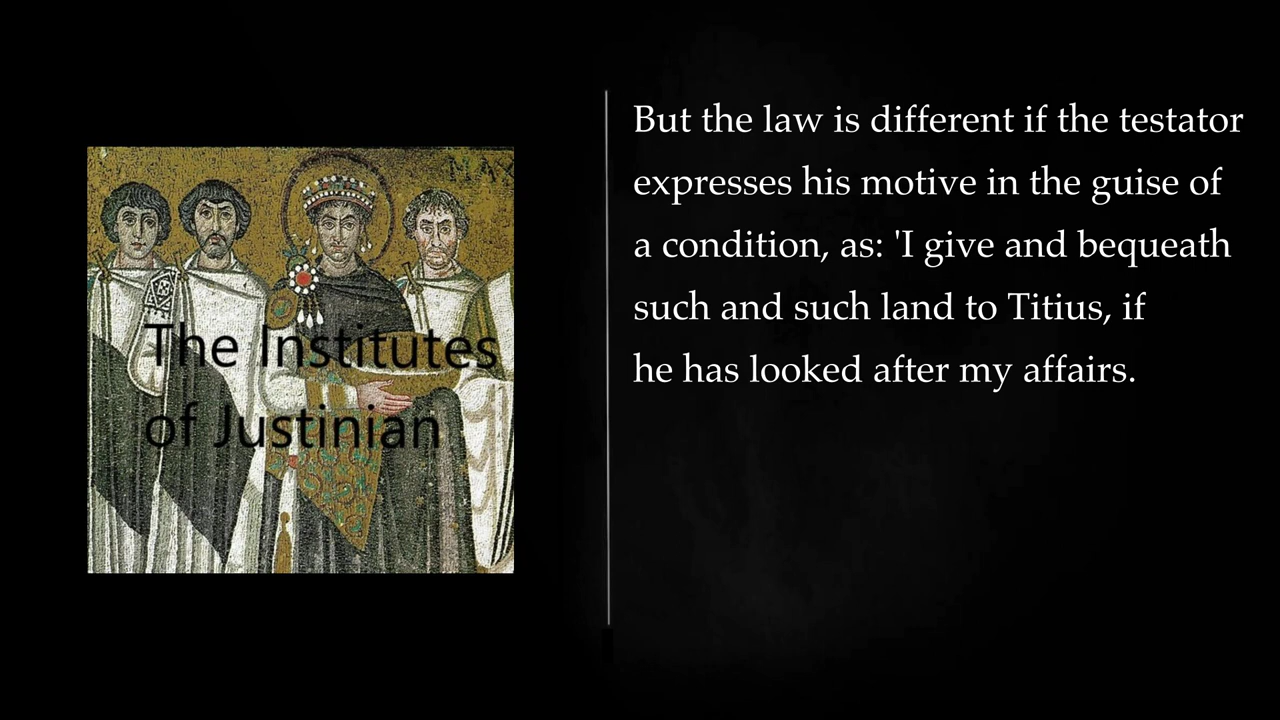 MAX
The Institutes
of Justinian
But the law is different if the testator
expresses his motive in the guise of
a condition, as: 'I give and bequeath
such and such land to Titius, if
he has looked after my affairs.